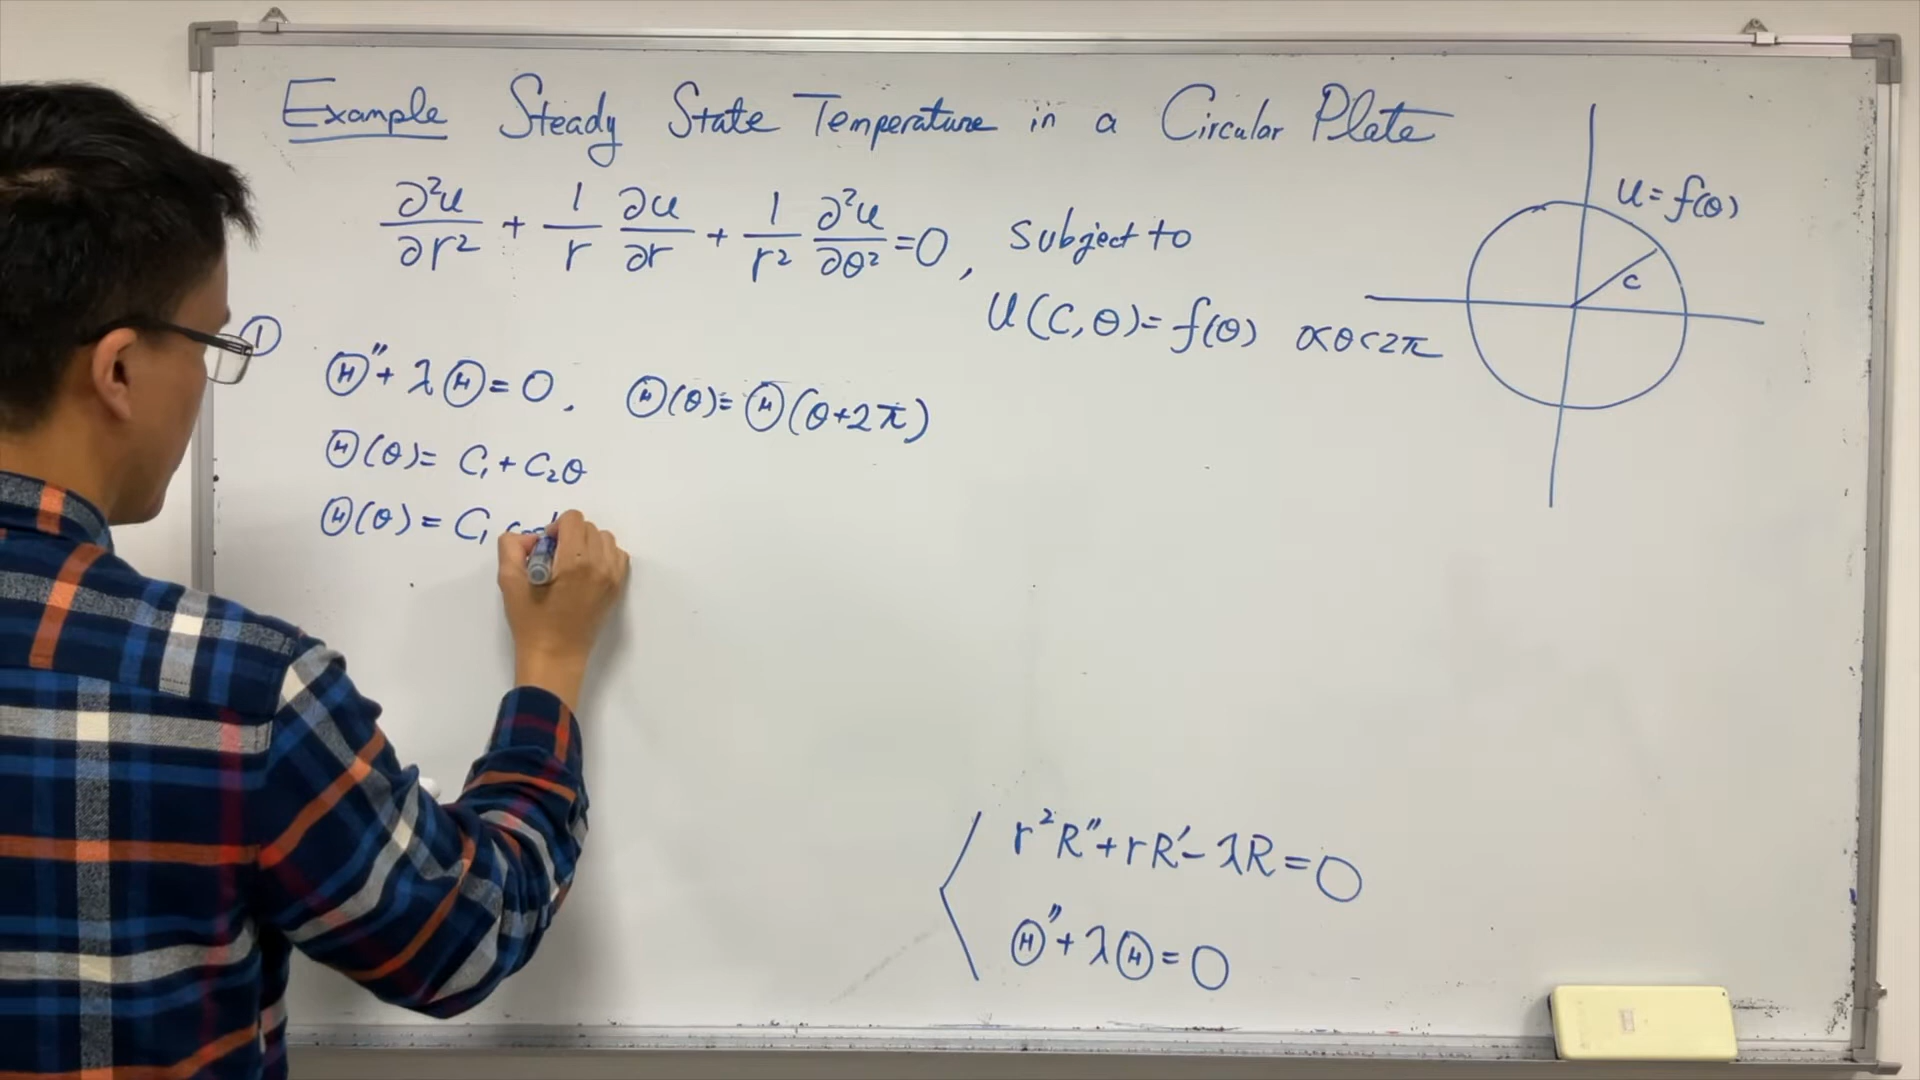 Example Steady State Temperature in a Circular Plate
∂²u/∂r² + 1/r ∂u/∂r + 1/r² ∂²u/∂θ² = 0, subject to
u(c,θ) = f(θ) 0<θ<2π
u = f(θ)
c
①
Θ'' + λΘ = 0, Θ(θ) = Θ(θ+2π)
Θ(θ) = C₁ + C₂θ
Θ(θ) = C₁
r²R'' + rR' - λR = 0
Θ'' + λΘ = 0